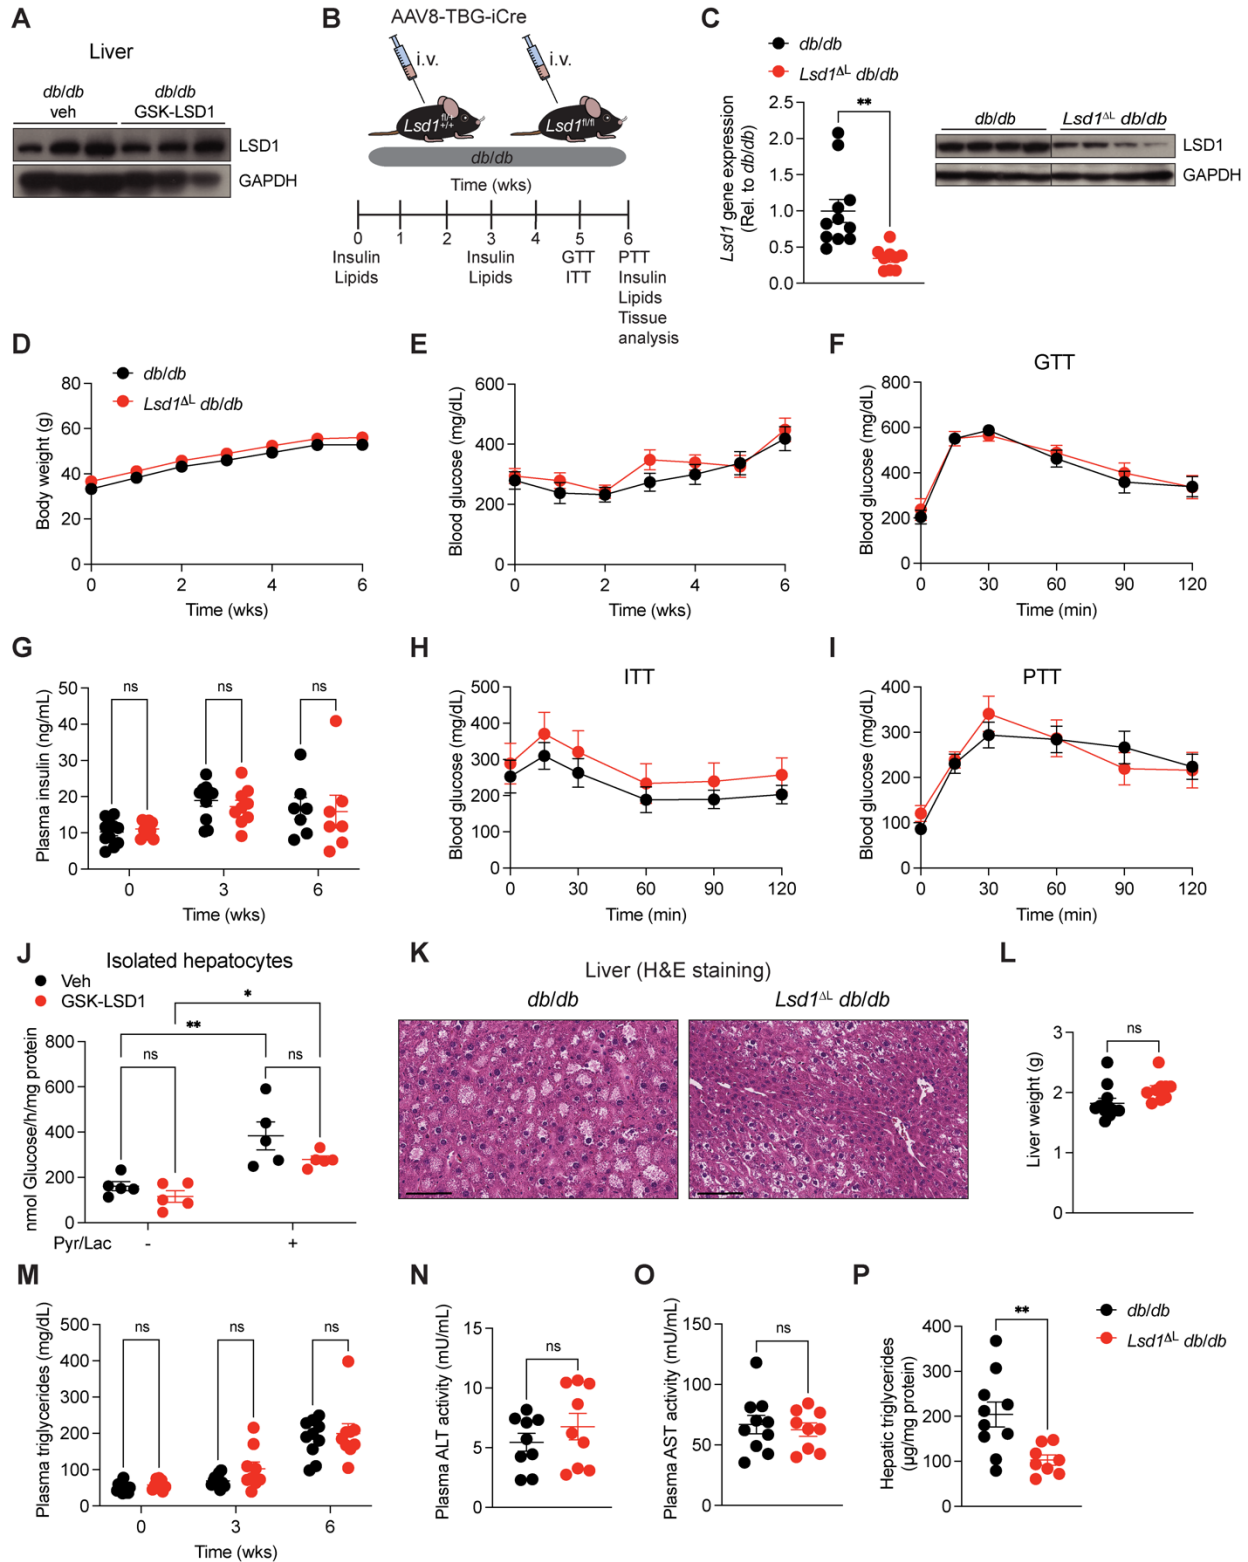 A
Liver
db/db
veh
db/db
GSK-LSD1
LSD1
GAPDH
B
AAV8-TBG-iCre
i.v.
i.v.
Lsd1fl/+
+/+
Lsd1fl/fl
db/db
Time (wks)
0 1 2 3 4 5 6
Insulin
Lipids
Insulin
Lipids
GTT
ITT
PTT
Insulin
Lipids
Tissue
analysis
C
db/db
Lsd1ΔL db/db
Lsd1 gene expression
(Rel. to db/db)
2.5
2.0
1.5
1.0
0.5
0.0
**
db/db
Lsd1ΔL db/db
LSD1
GAPDH
D
db/db
Lsd1ΔL db/db
Body weight (g)
80
60
40
20
0
0 2 4 6
Time (wks)
E
Blood glucose (mg/dL)
600
400
200
0
0 2 4 6
Time (wks)
F
GTT
Blood glucose (mg/dL)
800
600
400
200
0
0 30 60 90 120
Time (min)
G
Plasma insulin (ng/mL)
50
40
30
20
10
0
ns
ns
ns
0 3 6
Time (wks)
H
ITT
Blood glucose (mg/dL)
500
400
300
200
100
0
0 30 60 90 120
Time (min)
I
PTT
Blood glucose (mg/dL)
400
300
200
100
0
0 30 60 90 120
Time (min)
J
Isolated hepatocytes
Veh
GSK-LSD1
nmol Glucose/h/mg protein
800
600
400
200
0
*
**
ns
ns
Pyr/Lac - +
K
Liver (H&E staining)
db/db
Lsd1ΔL db/db
L
Liver weight (g)
3
2
1
0
ns
M
Plasma triglycerides (mg/dL)
500
400
300
200
100
0
ns
ns
ns
0 3 6
Time (wks)
N
Plasma ALT activity (mU/mL)
15
10
5
0
ns
O
Plasma AST activity (mU/mL)
150
100
50
0
ns
P
Hepatic triglycerides
(µg/mg protein)
400
300
200
100
0
**
db/db
Lsd1ΔL db/db